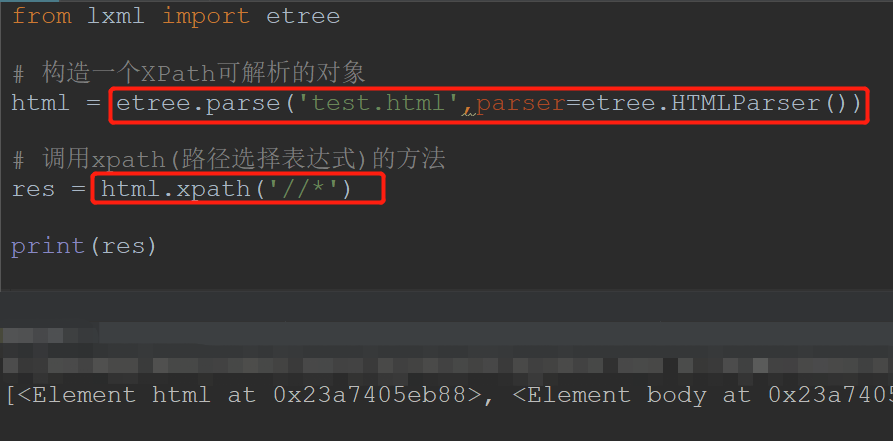 from lxml import etree
# 构造一个XPath可解析的对象
html = etree.parse('test.html',parser=etree.HTMLParser())
# 调用xpath(路径选择表达式)的方法
res = html.xpath('//*')
print(res)
[<Element html at 0x23a7405eb88>, <Element body at 0x23a7405